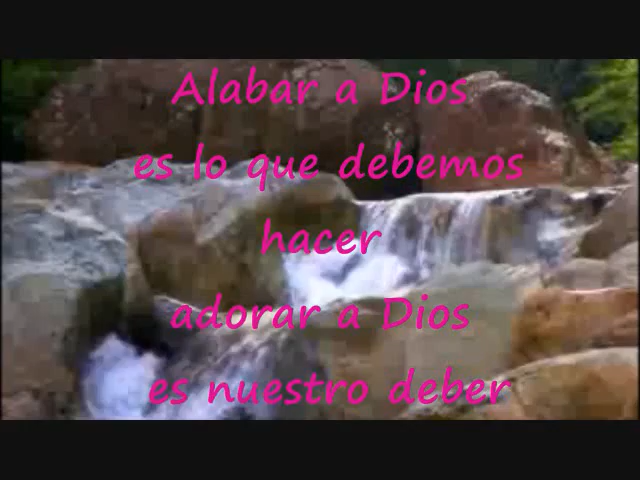 Alabar a Dios
es lo que debemos
hacer
adorar a Dios
es nuestro deber